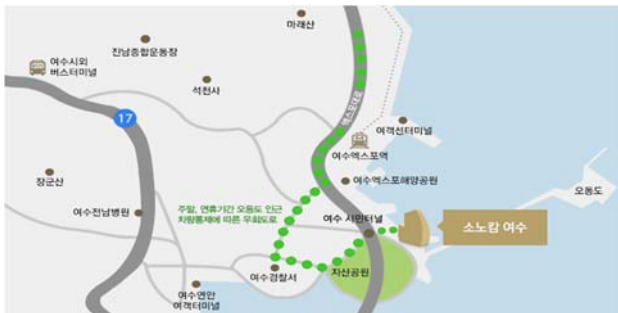 마래산
진남종합운동장
여수시외
버스터미널
석천사
17
엑스포대로
여객선터미널
여수엑스포역
장군산
여수엑스포해양공원
오동도
주말, 연휴기간 오동도 인근
차량통제에 따른 우회도로
여수전남병원
여수 시민터널
소노캄 여수
여수경찰서
자산공원
여수연안
여객터미널